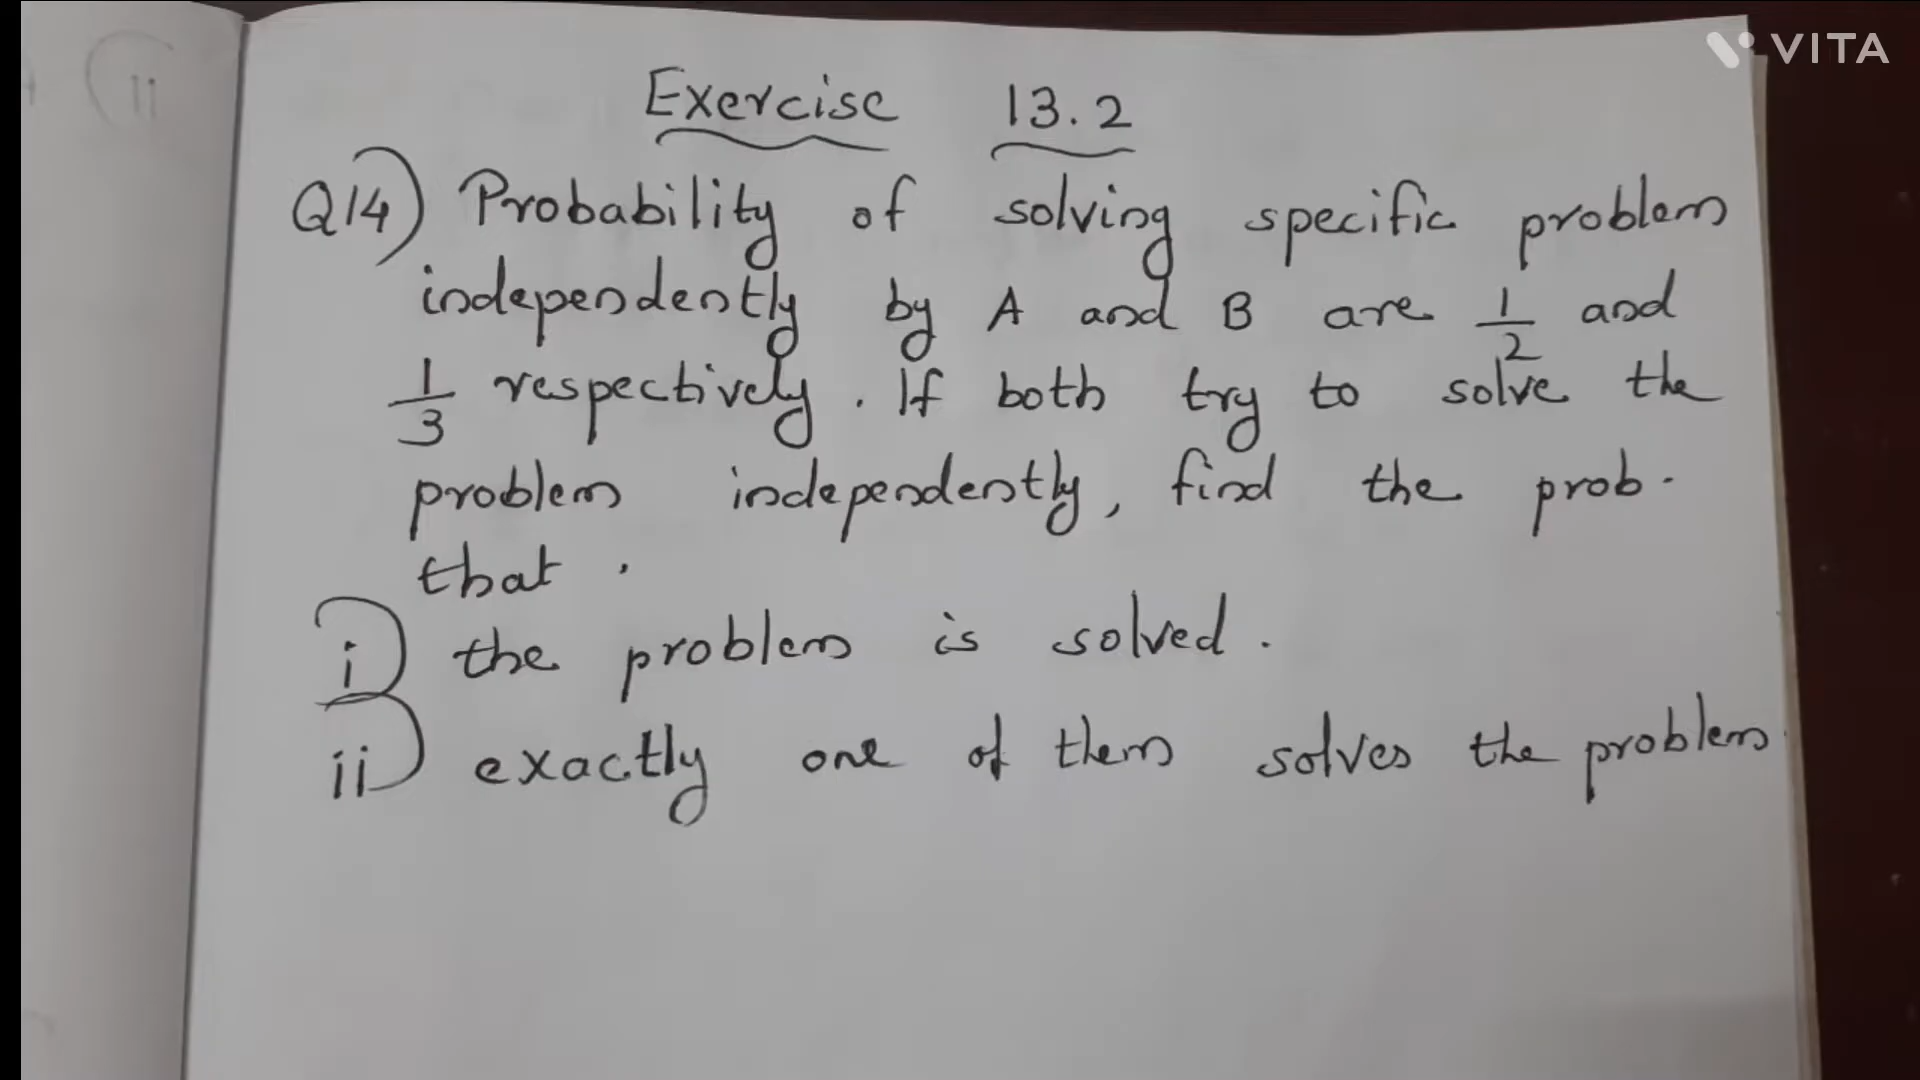 VITA
ii
Exercise 13.2
Q14) Probability of solving specific problem
independently by A and B are 1/2 and
1/3 respectively. If both try to solve the
problem independently, find the prob.
that .
i) the problem is solved.
ii) exactly one of them solves the problem